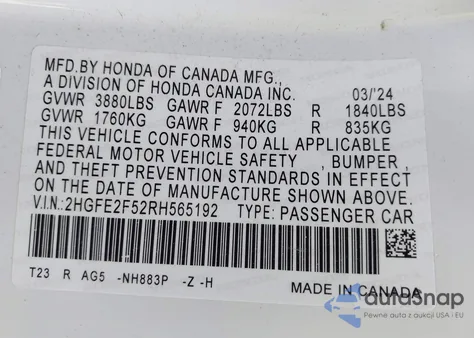 MFD.BY HONDA OF CANADA MFG.,
A DIVISION OF HONDA CANADA INC. 03/'24
GVWR 3880LBS GAWR F 2072LBS R 1840LBS
GVWR 1760KG GAWR F 940KG R 835KG
THIS VEHICLE CONFORMS TO ALL APPLICABLE
FEDERAL MOTOR VEHICLE SAFETY , BUMPER ,
AND THEFT PREVENTION STANDARDS IN EFFECT
ON THE DATE OF MANUFACTURE SHOWN ABOVE.
V.I.N.:2HGFE2F52RH565192 TYPE: PASSENGER CAR
T23 R AG5 -NH883P -Z -H MADE IN CANADA
autoSnap
Pewne auta z aukcji USA i EU